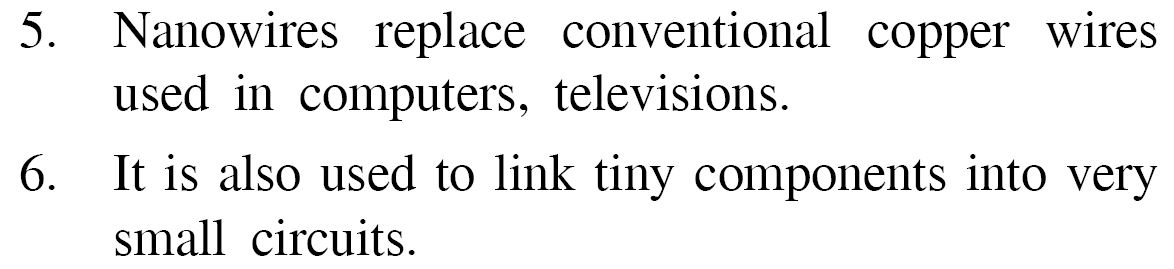 5. Nanowires replace conventional copper wires
used in computers, televisions.
6. It is also used to link tiny components into very
small circuits.